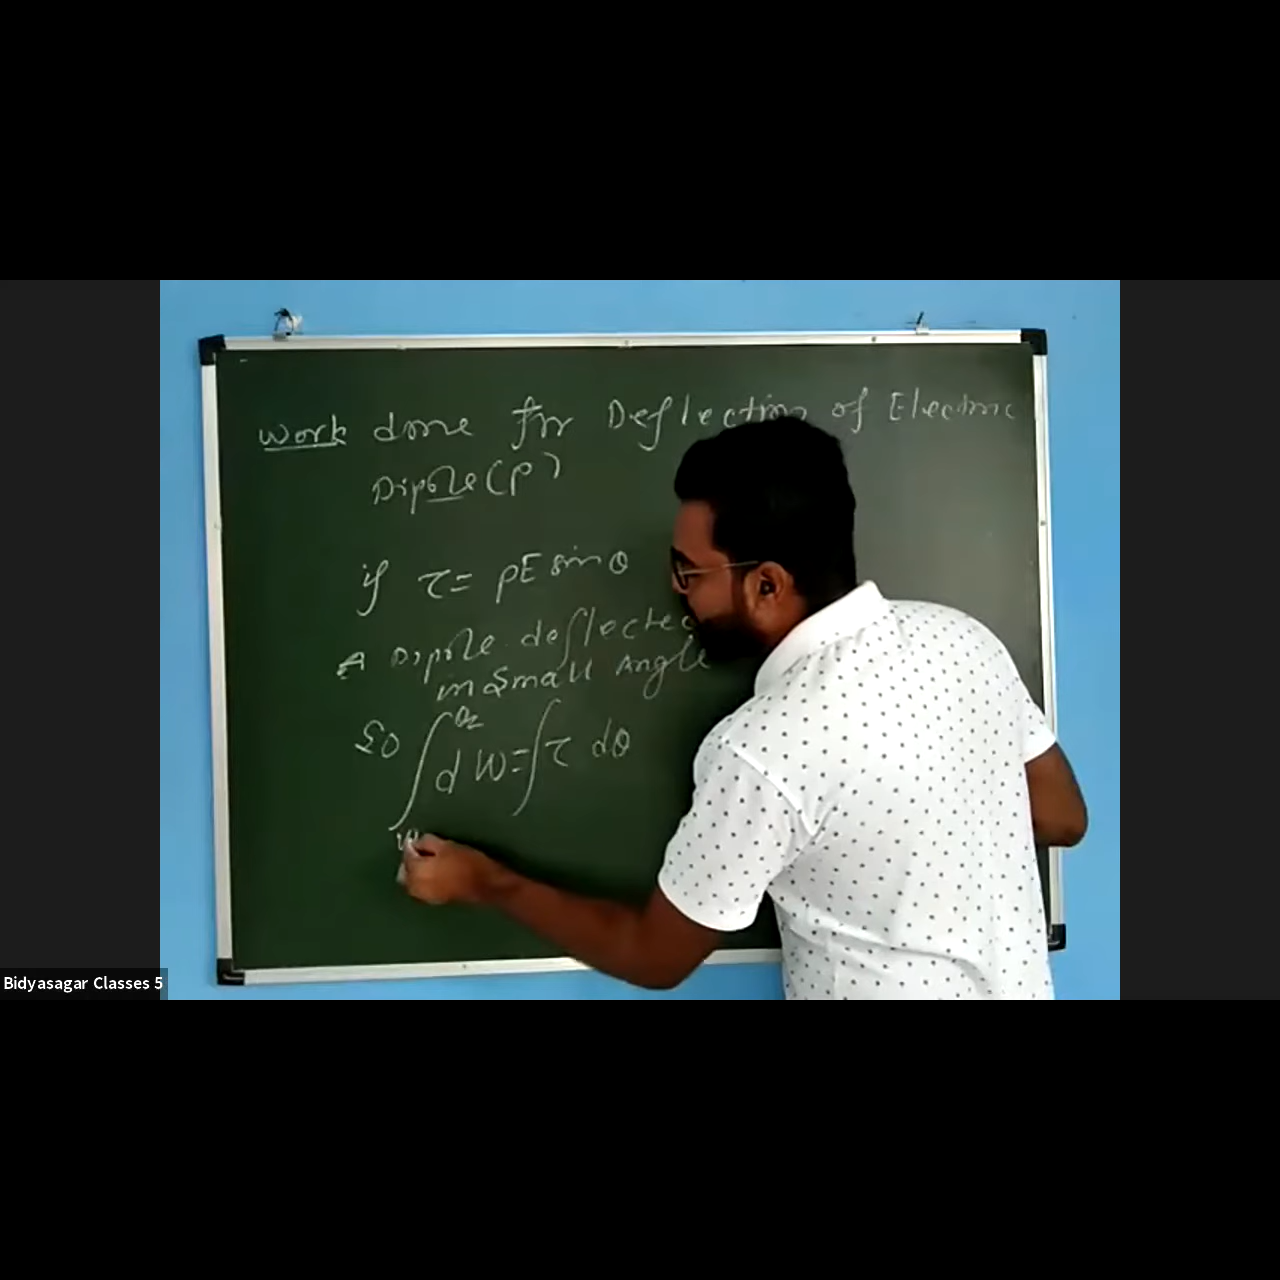 Work done for Deflection of Electric
Dipole (P)
if τ = PE sin θ
A Dipole deflected
in Small Angle
So ∫ θ₂ dW = ∫ τ dθ
Bidyasagar Classes 5